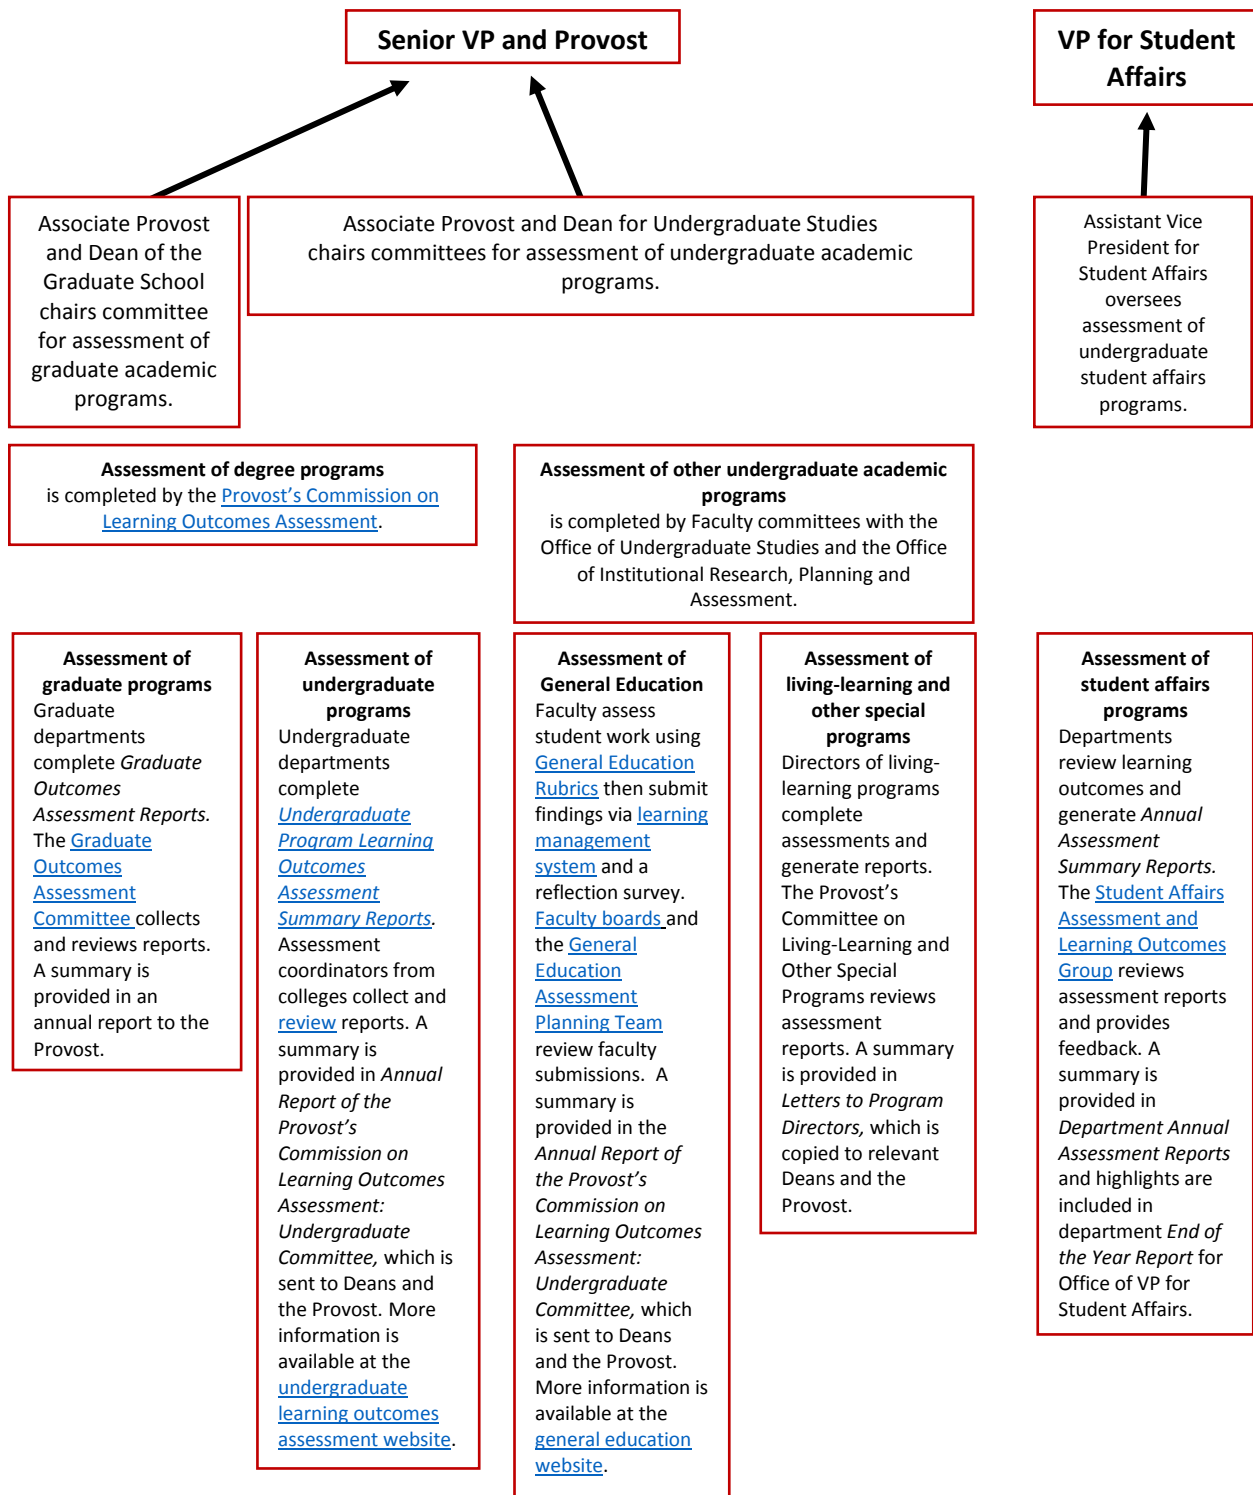 Senior VP and Provost
VP for Student
Affairs
Associate Provost
and Dean of the
Graduate School
chairs committee
for assessment of
graduate academic
programs.
Associate Provost and Dean for Undergraduate Studies
chairs committees for assessment of undergraduate academic
programs.
Assistant Vice
President for
Student Affairs
oversees
assessment of
undergraduate
student affairs
programs.
Assessment of degree programs
is completed by the Provost’s Commission on
Learning Outcomes Assessment.
Assessment of other undergraduate academic
programs
is completed by Faculty committees with the
Office of Undergraduate Studies and the Office
of Institutional Research, Planning and
Assessment.
Assessment of
graduate programs
Graduate
departments
complete Graduate
Outcomes
Assessment Reports.
The Graduate
Outcomes
Assessment
Committee collects
and reviews reports.
A summary is
provided in an
annual report to the
Provost.
Assessment of
undergraduate
programs
Undergraduate
departments
complete
Undergraduate
Program Learning
Outcomes
Assessment
Summary Reports.
Assessment
coordinators from
colleges collect and
review reports. A
summary is
provided in Annual
Report of the
Provost’s
Commission on
Learning Outcomes
Assessment:
Undergraduate
Committee, which is
sent to Deans and
the Provost. More
information is
available at the
undergraduate
learning outcomes
assessment website.
Assessment of
General Education
Faculty assess
student work using
General Education
Rubrics then submit
findings via learning
management
system and a
reflection survey.
Faculty boards and
the General
Education
Assessment
Planning Team
review faculty
submissions. A
summary is
provided in the
Annual Report of
the Provost’s
Commission on
Learning Outcomes
Assessment:
Undergraduate
Committee, which
is sent to Deans
and the Provost.
More information is
available at the
general education
website.
Assessment of
living-learning and
other special
programs
Directors of living-
learning programs
complete
assessments and
generate reports.
The Provost’s
Committee on
Living-Learning and
Other Special
Programs reviews
assessment
reports. A summary
is provided in
Letters to Program
Directors, which is
copied to relevant
Deans and the
Provost.
Assessment of
student affairs
programs
Departments
review learning
outcomes and
generate Annual
Assessment
Summary Reports.
The Student Affairs
Assessment and
Learning Outcomes
Group reviews
assessment reports
and provides
feedback. A
summary is
provided in
Department Annual
Assessment Reports
and highlights are
included in
department End of
the Year Report for
Office of VP for
Student Affairs.